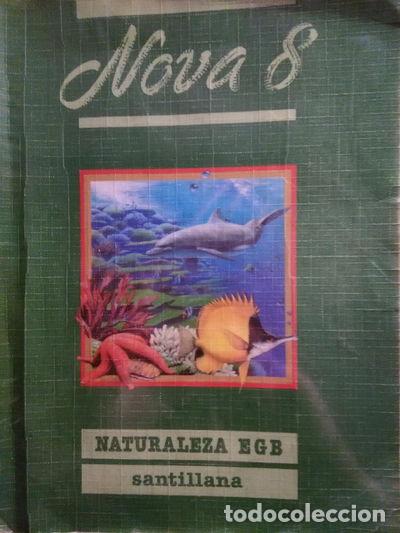 Nova 8
NATURALEZA EGB
santillana
todocoleccion